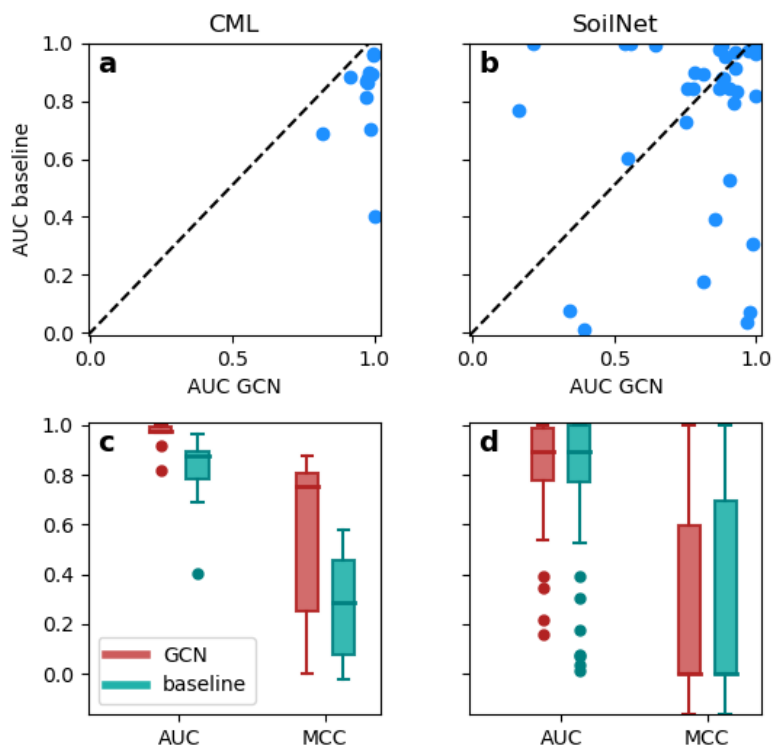 CML
SoilNet
a
b
1.0
0.8
0.6
0.4
0.2
0.0
AUC baseline
0.0
0.5
1.0
0.0
0.5
1.0
AUC GCN
AUC GCN
c
d
1.0
0.8
0.6
0.4
0.2
0.0
GCN
baseline
AUC
MCC
AUC
MCC